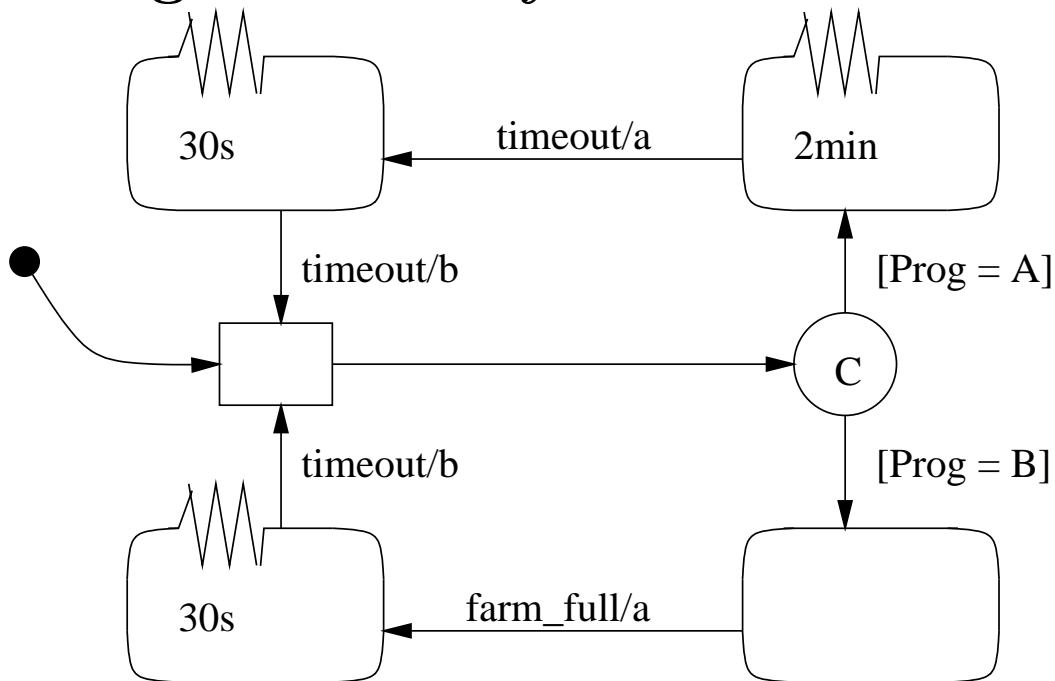 30s
timeout/a
2min
timeout/b
[Prog = A]
C
timeout/b
[Prog = B]
30s
farm_full/a